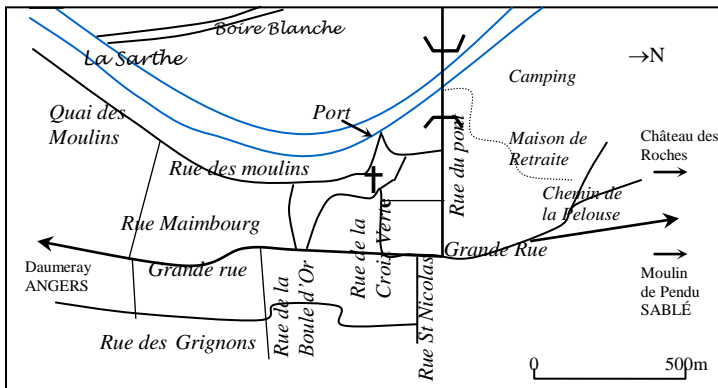 Boire Blanche
La Sarthe
→N
Camping
Quai des
Moulins
Port
Rue du pont
Maison de
Retraite
Château des
Roches
Rue des moulins
Chemin de
la Pelouse
Rue Maimbourg
Rue de la
Croix Verte
Grande Rue
Daumeray
ANGERS
Grande rue
Rue de la
Boule d'Or
Rue St Nicolas
Moulin
de Pendu
SABLÉ
Rue des Grignons
0 500m